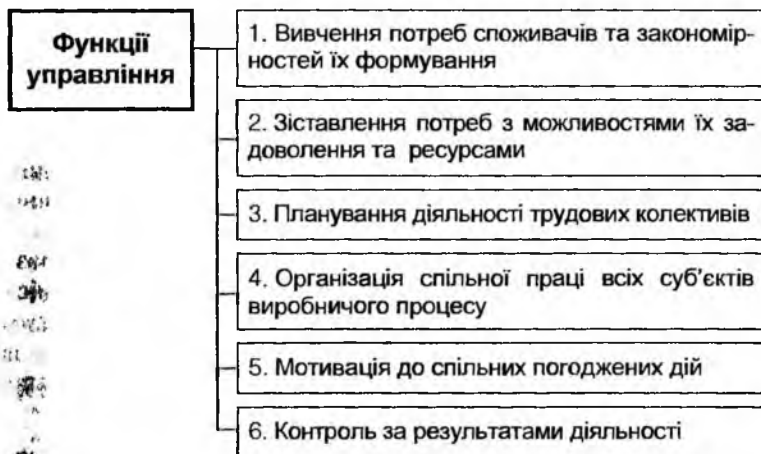 Функції
управління
1. Вивчення потреб споживачів та закономір-
ностей їх формування
2. Зіставлення потреб з можливостями їх за-
доволення та ресурсами
3. Планування діяльності трудових колективів
4. Організація спільної праці всіх суб'єктів
виробничого процесу
5. Мотивація до спільних погоджених дій
6. Контроль за результатами діяльності